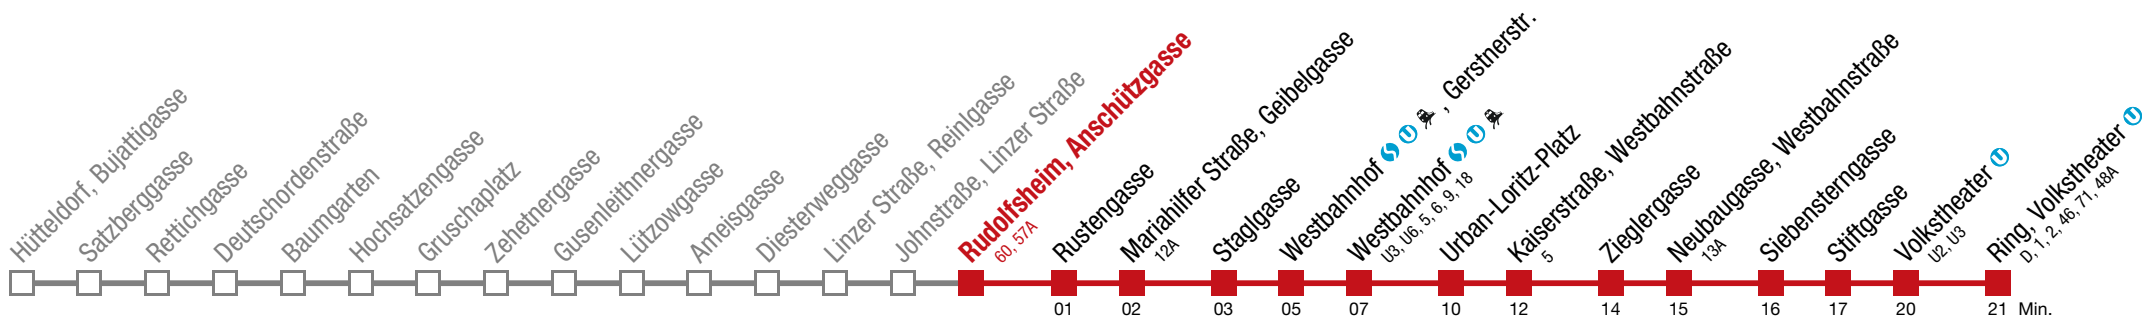 Hütteldorf, Bujattigasse
Satzberggasse
Rettichgasse
Deutschordenstraße
Baumgarten
Hochsatzengasse
Gruschaplatz
Zehetnergasse
Gusenleithnergasse
Lützowgasse
Ameisgasse
Diesterweggasse
Linzer Straße, Reinlgasse
Johnstraße, Linzer Straße
Rudolfsheim, Anschützgasse
60, 57A
Rustengasse
Mariahilfer Straße, Geibelgasse
12A
Staglgasse
Westbahnhof S U , Gerstnerstr.
Westbahnhof S U
U3, U6, 5, 6, 9, 18
Urban-Loritz-Platz
Kaiserstraße, Westbahnstraße
5
Zieglergasse
Neubaugasse, Westbahnstraße
13A
Siebensterngasse
Stiftgasse
Volkstheater U
U2, U3
Ring, Volkstheater U
D, 1, 2, 46, 71, 48A
01 02 03 05 07 10 12 14 15 16 17 20 21 Min.